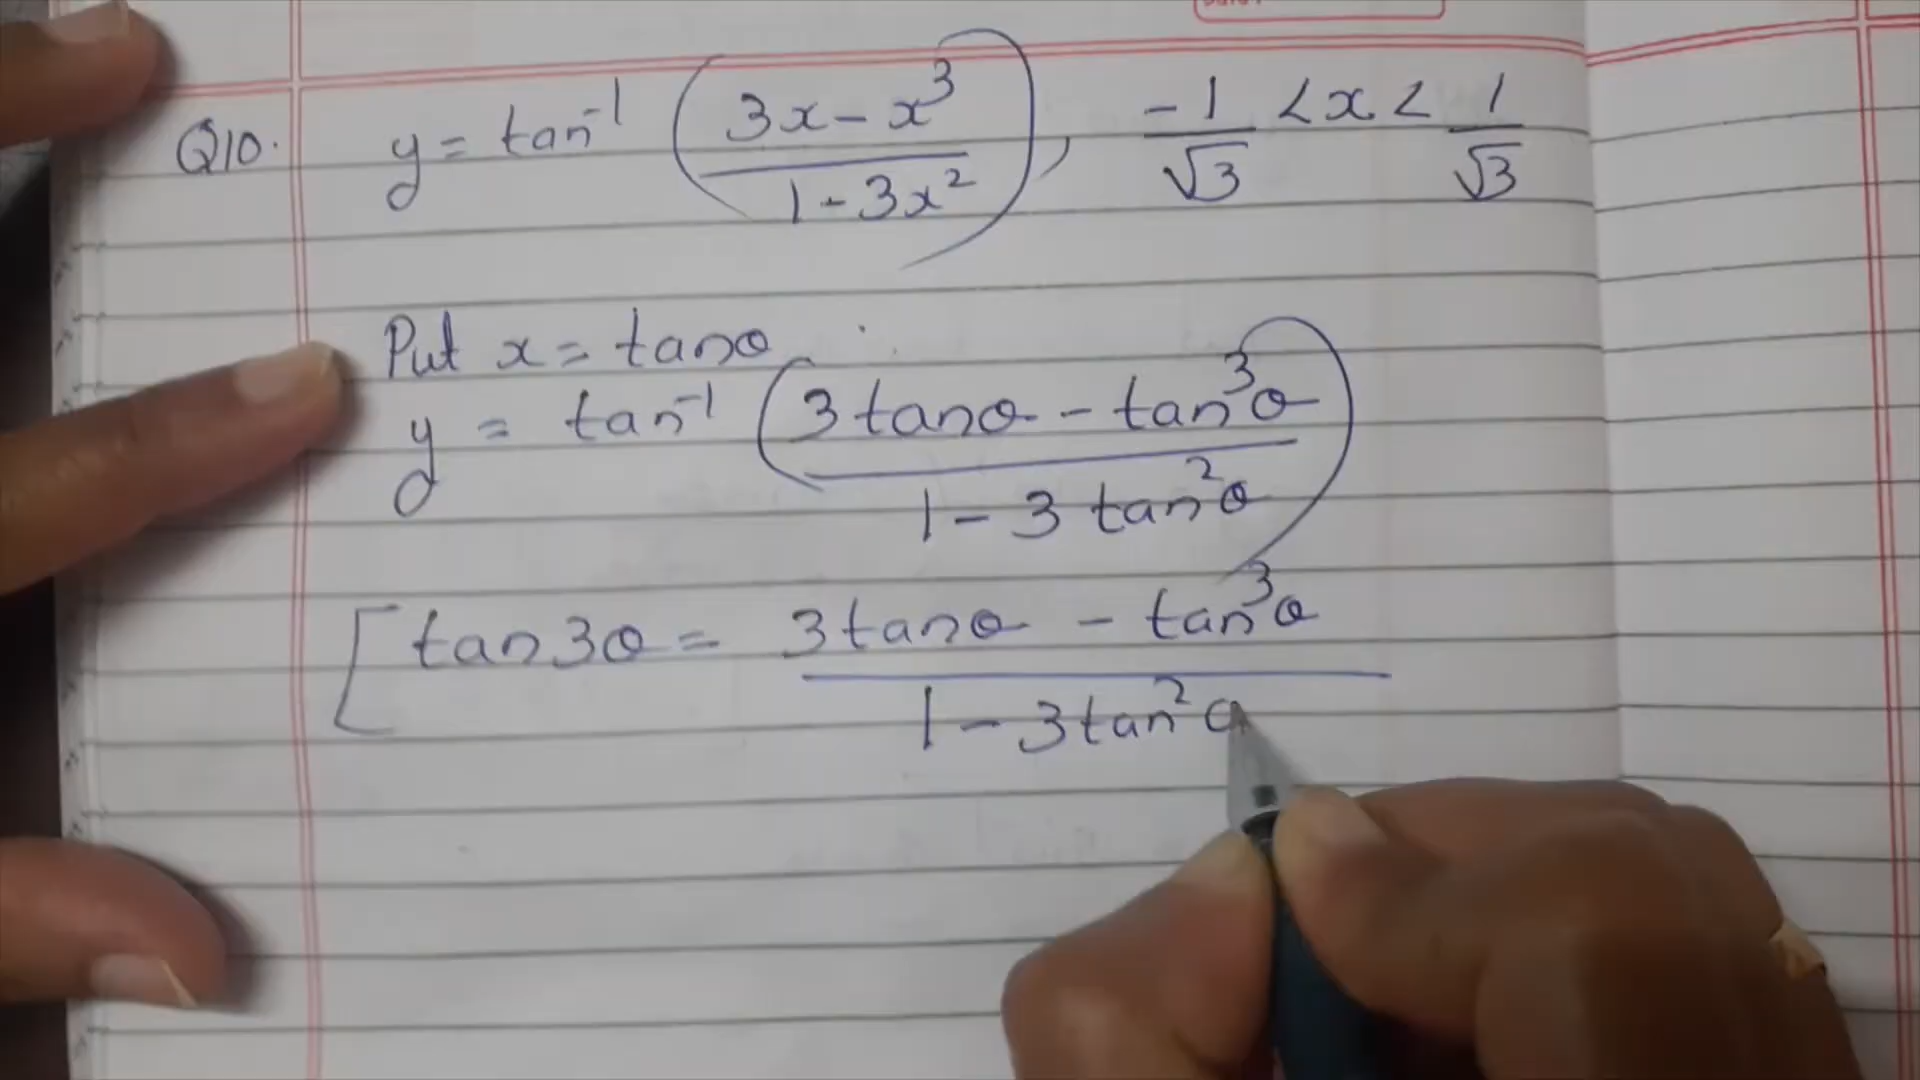 Q10. y = tan⁻¹ (3x - x³ / 1 - 3x²), -1/√3 < x < 1/√3
Put x = tanθ
y = tan⁻¹ (3tanθ - tan³θ / 1 - 3tan²θ)
[tan3θ = 3tanθ - tan³θ / 1 - 3tan²θ